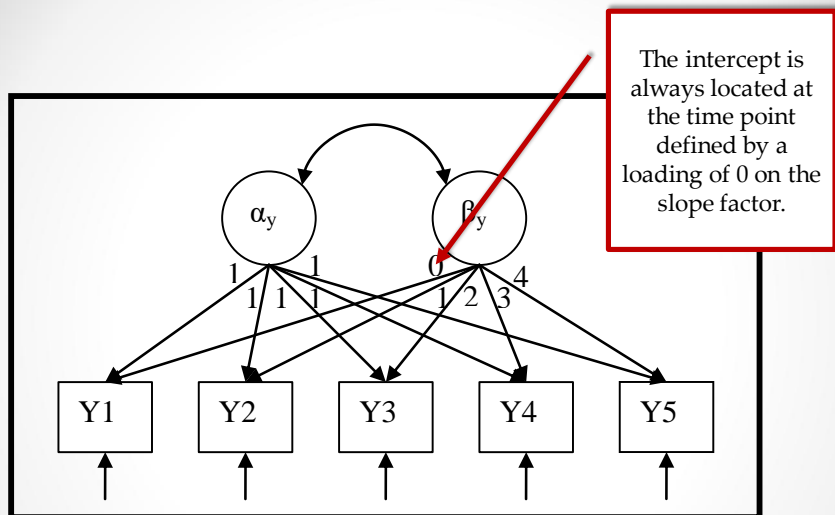 The intercept is
always located at
the time point
defined by a
loading of 0 on the
slope factor.
αy βy
1 1 0 4
1 1 1 1 2 3
Y1 Y2 Y3 Y4 Y5